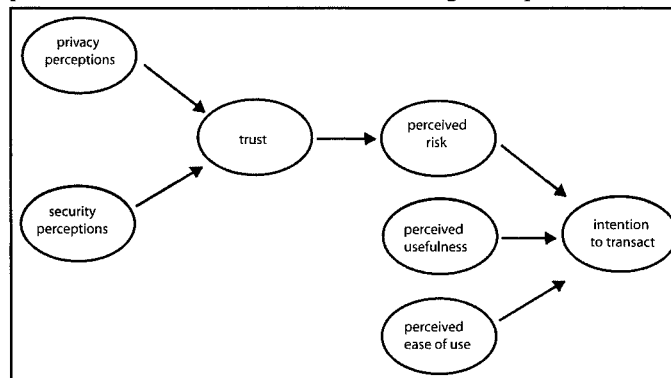 privacy
perceptions
trust
perceived
risk
security
perceptions
perceived
usefulness
intention
to transact
perceived
ease of use